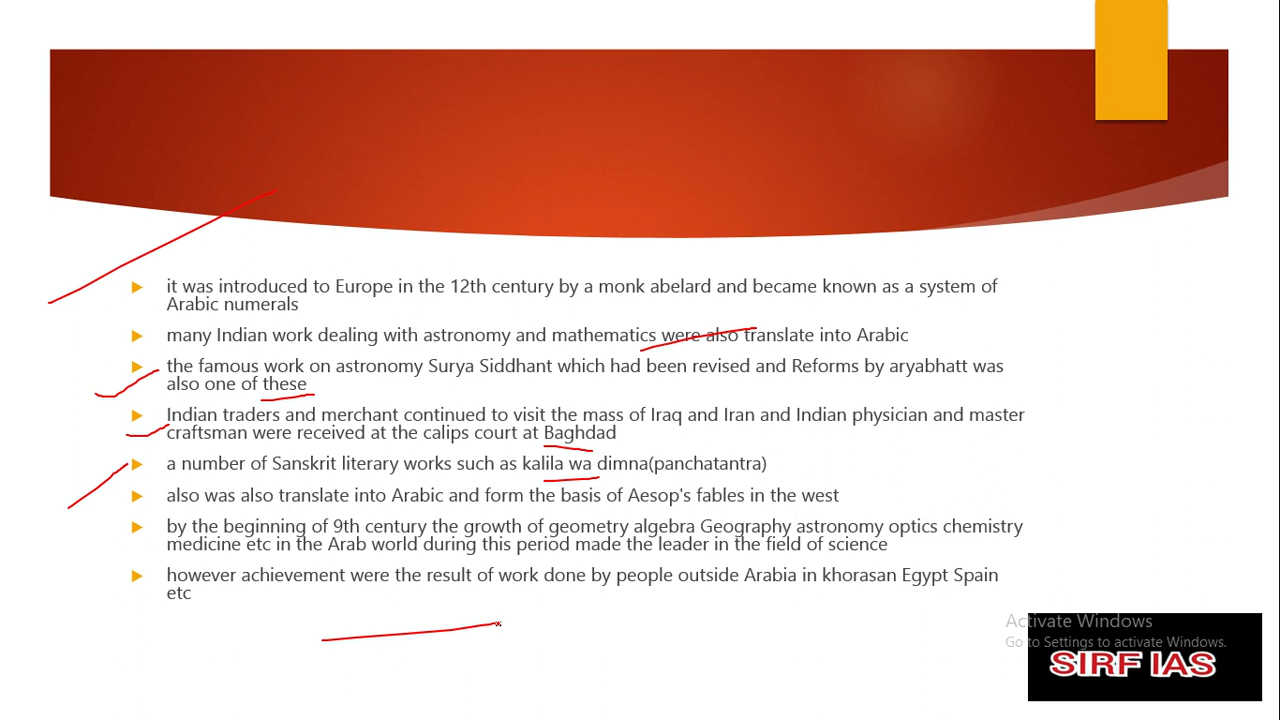 it was introduced to Europe in the 12th century by a monk abelard and became known as a system of
Arabic numerals
many Indian work dealing with astronomy and mathematics were also translate into Arabic
the famous work on astronomy Surya Siddhant which had been revised and Reforms by aryabhatt was
also one of these
Indian traders and merchant continued to visit the mass of Iraq and Iran and Indian physician and master
craftsman were received at the calips court at Baghdad
a number of Sanskrit literary works such as kalila wa dimna(panchatantra)
also was also translate into Arabic and form the basis of Aesop's fables in the west
by the beginning of 9th century the growth of geometry algebra Geography astronomy optics chemistry
medicine etc in the Arab world during this period made the leader in the field of science
however achievement were the result of work done by people outside Arabia in khorasan Egypt Spain
etc
Activate Windows
Go to Settings to activate Windows.
SIRF IAS